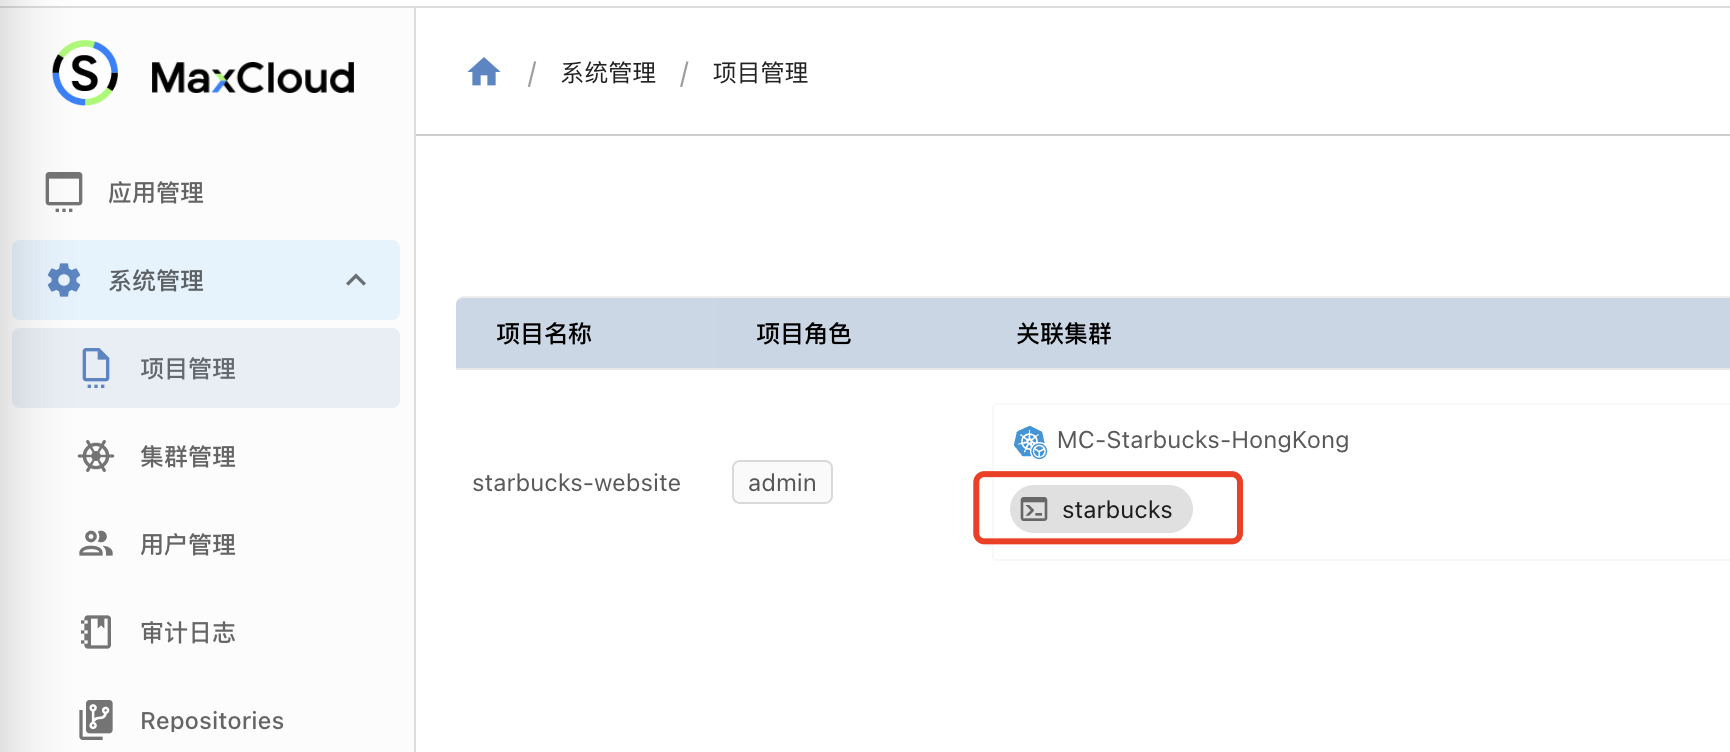 S MaxCloud
/ 系统管理 / 项目管理
应用管理
系统管理
项目管理
集群管理
用户管理
审计日志
Repositories
项目名称 项目角色 关联集群
MC-Starbucks-HongKong
starbucks-website admin
starbucks